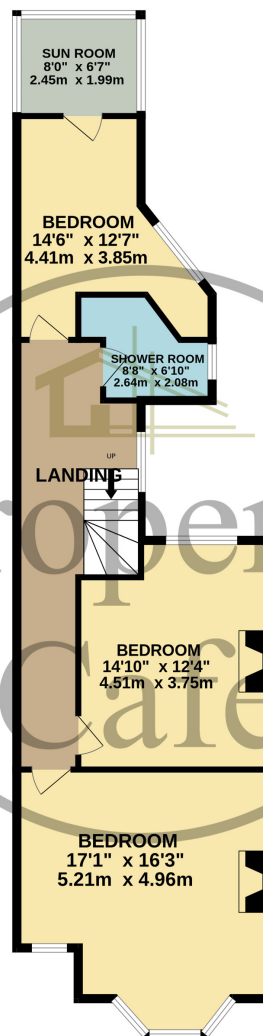 SUN ROOM
8'0" x 6'7"
2.45m x 1.99m
BEDROOM
14'6" x 12'7"
4.41m x 3.85m
SHOWER ROOM
8'8" x 6'10"
2.64m x 2.08m
UP
LANDING
roper
BEDROOM
14'10" x 12'4"
4.51m x 3.75m
Cafe
BEDROOM
17'1" x 16'3"
5.21m x 4.96m